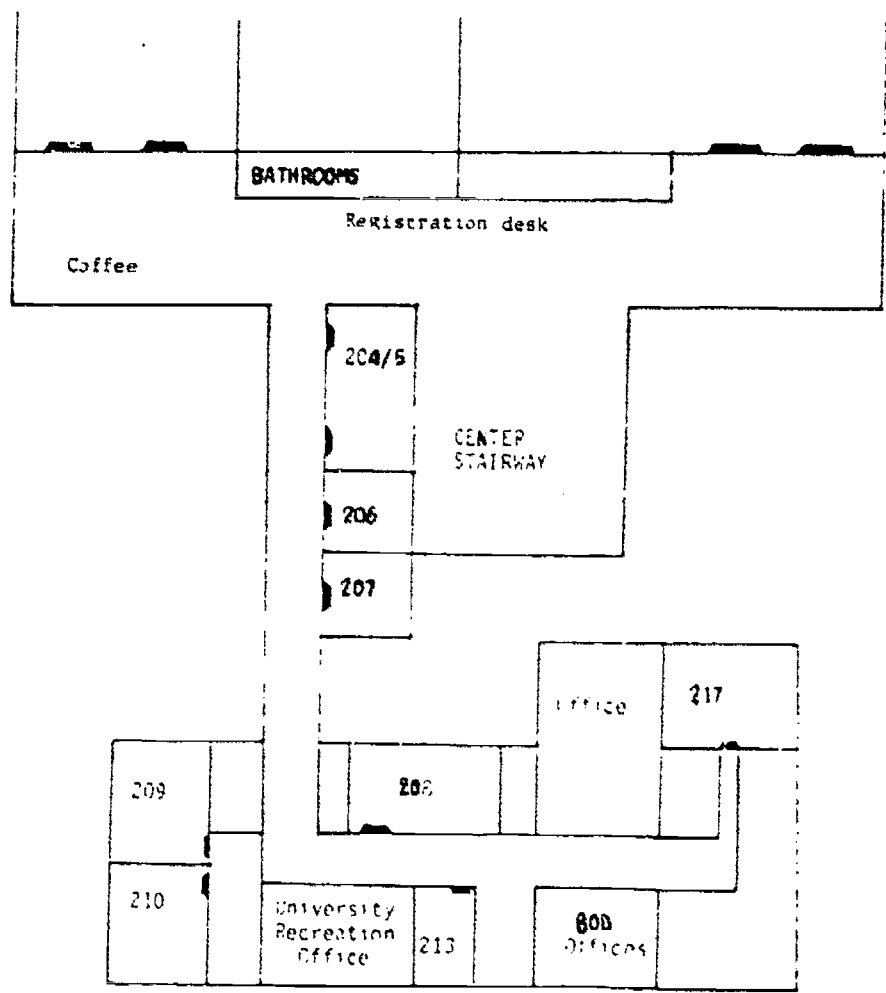 BATHROOMS
Registration desk
Coffee
204/5
CENTER
STAIRWAY
206
207
Office
217
209
208
210
University
Recreation
Office
213
BOD
Offices